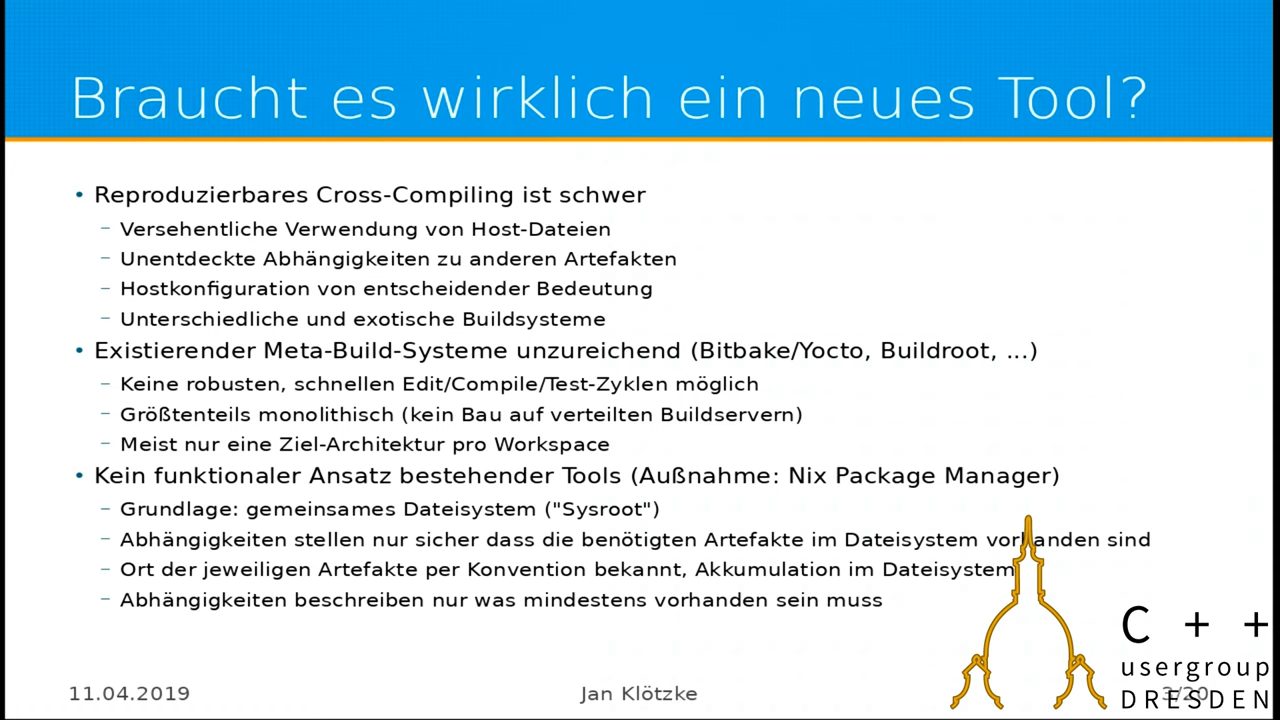 Braucht es wirklich ein neues Tool?
• Reproduzierbares Cross-Compiling ist schwer
– Versehentliche Verwendung von Host-Dateien
– Unentdeckte Abhängigkeiten zu anderen Artefakten
– Hostkonfiguration von entscheidender Bedeutung
– Unterschiedliche und exotische Buildsysteme
• Existierender Meta-Build-Systeme unzureichend (Bitbake/Yocto, Buildroot, ...)
– Keine robusten, schnellen Edit/Compile/Test-Zyklen möglich
– Größtenteils monolithisch (kein Bau auf verteilten Buildservern)
– Meist nur eine Ziel-Architektur pro Workspace
• Kein funktionaler Ansatz bestehender Tools (Außnahme: Nix Package Manager)
– Grundlage: gemeinsames Dateisystem ("Sysroot")
– Abhängigkeiten stellen nur sicher dass die benötigten Artefakte im Dateisystem vorhanden sind
– Ort der jeweiligen Artefakte per Konvention bekannt, Akkumulation im Dateisystem
– Abhängigkeiten beschreiben nur was mindestens vorhanden sein muss
C + +
usergroup
DRESDEN
11.04.2019
Jan Klötzke
3/20